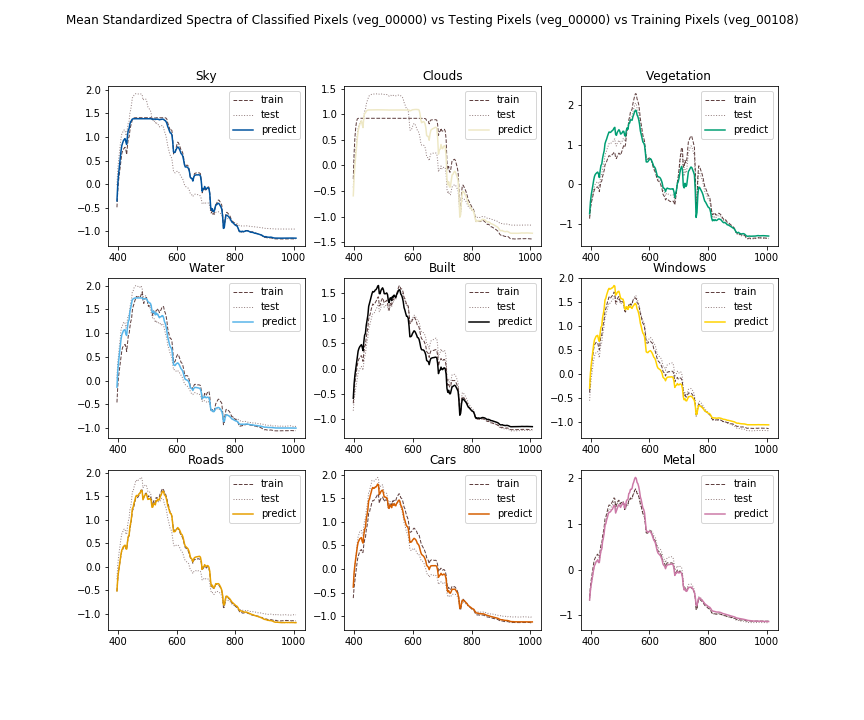 Mean Standardized Spectra of Classified Pixels (veg_00000) vs Testing Pixels (veg_00000) vs Training Pixels (veg_00108)
Sky
2.0
1.5
1.0
0.5
0.0
−0.5
−1.0
400 600 800 1000
train
test
predict
Clouds
1.5
1.0
0.5
0.0
−0.5
−1.0
−1.5
400 600 800 1000
train
test
predict
Vegetation
2
1
0
−1
400 600 800 1000
train
test
predict
Water
2.0
1.5
1.0
0.5
0.0
−0.5
−1.0
400 600 800 1000
train
test
predict
Built
1.5
1.0
0.5
0.0
−0.5
−1.0
400 600 800 1000
train
test
predict
Windows
2.0
1.5
1.0
0.5
0.0
−0.5
−1.0
400 600 800 1000
train
test
predict
Roads
2.0
1.5
1.0
0.5
0.0
−0.5
−1.0
400 600 800 1000
train
test
predict
Cars
2.0
1.5
1.0
0.5
0.0
−0.5
−1.0
400 600 800 1000
train
test
predict
Metal
2
1
0
−1
400 600 800 1000
train
test
predict